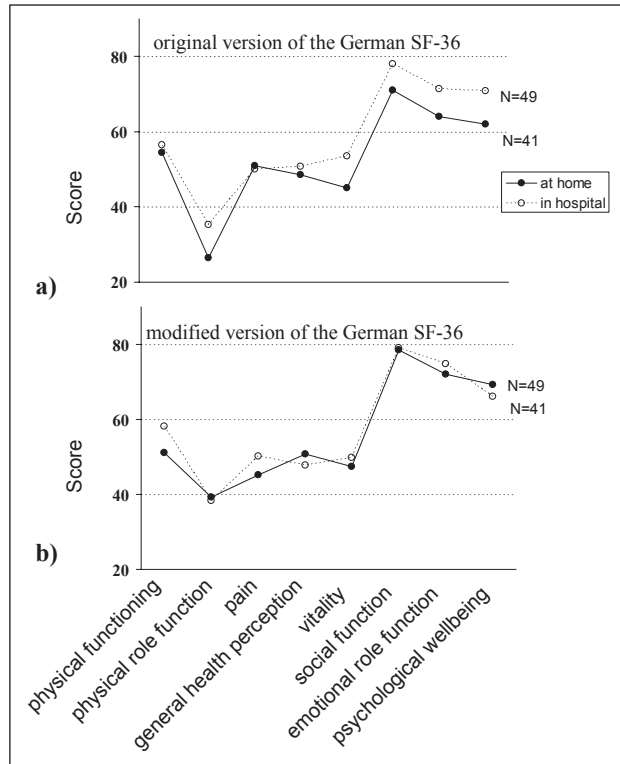 original version of the German SF-36
80
60
40
20
Score
N=49
N=41
at home
in hospital
a)
modified version of the German SF-36
80
60
40
20
Score
N=49
N=41
b)
physical functioning
physical role function
pain
general health perception
vitality
social function
emotional role function
psychological wellbeing